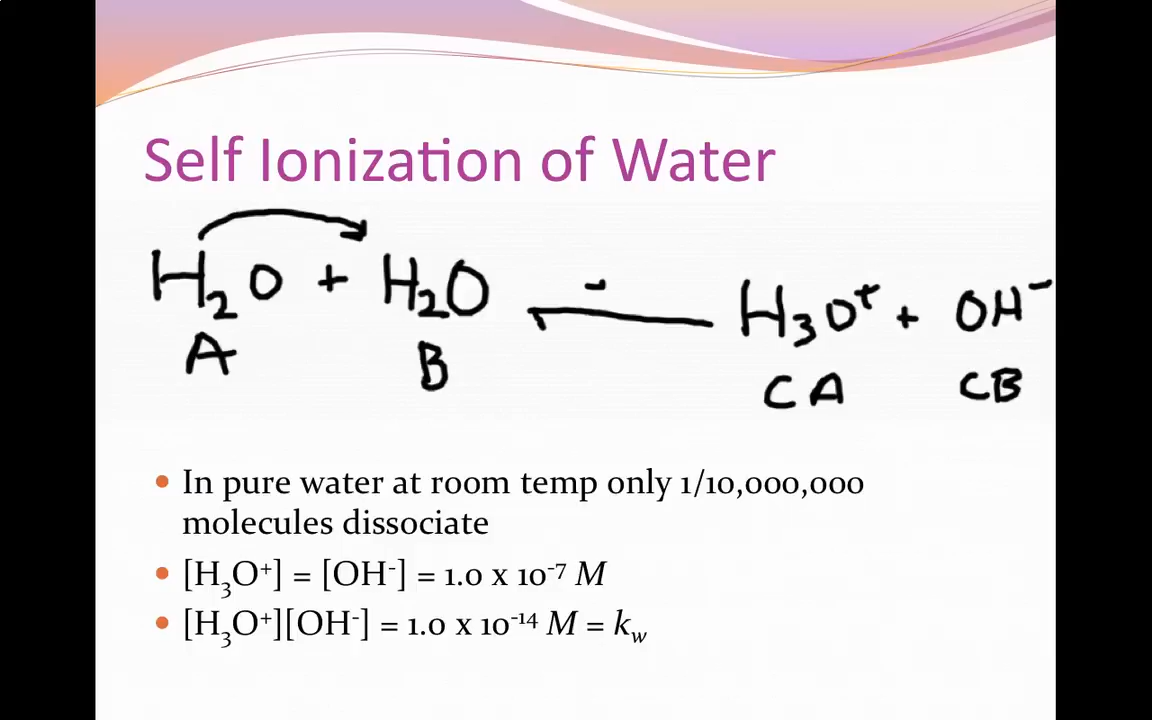 Self Ionization of Water
H₂O + H₂O ⇌ H₃O⁺ + OH⁻
A B CA CB
• In pure water at room temp only 1/10,000,000
molecules dissociate
• [H₃O⁺] = [OH⁻] = 1.0 x 10⁻⁷ M
• [H₃O⁺][OH⁻] = 1.0 x 10⁻¹⁴ M = k_w